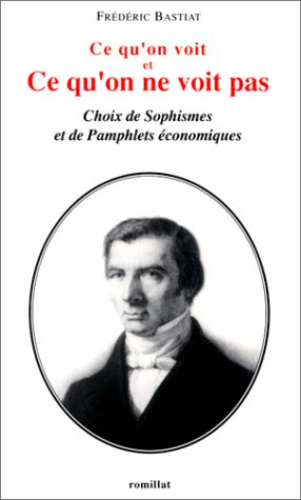 FRÉDÉRIC BASTIAT
Ce qu'on voit
et
Ce qu'on ne voit pas
Choix de Sophismes
et de Pamphlets économiques
romillat